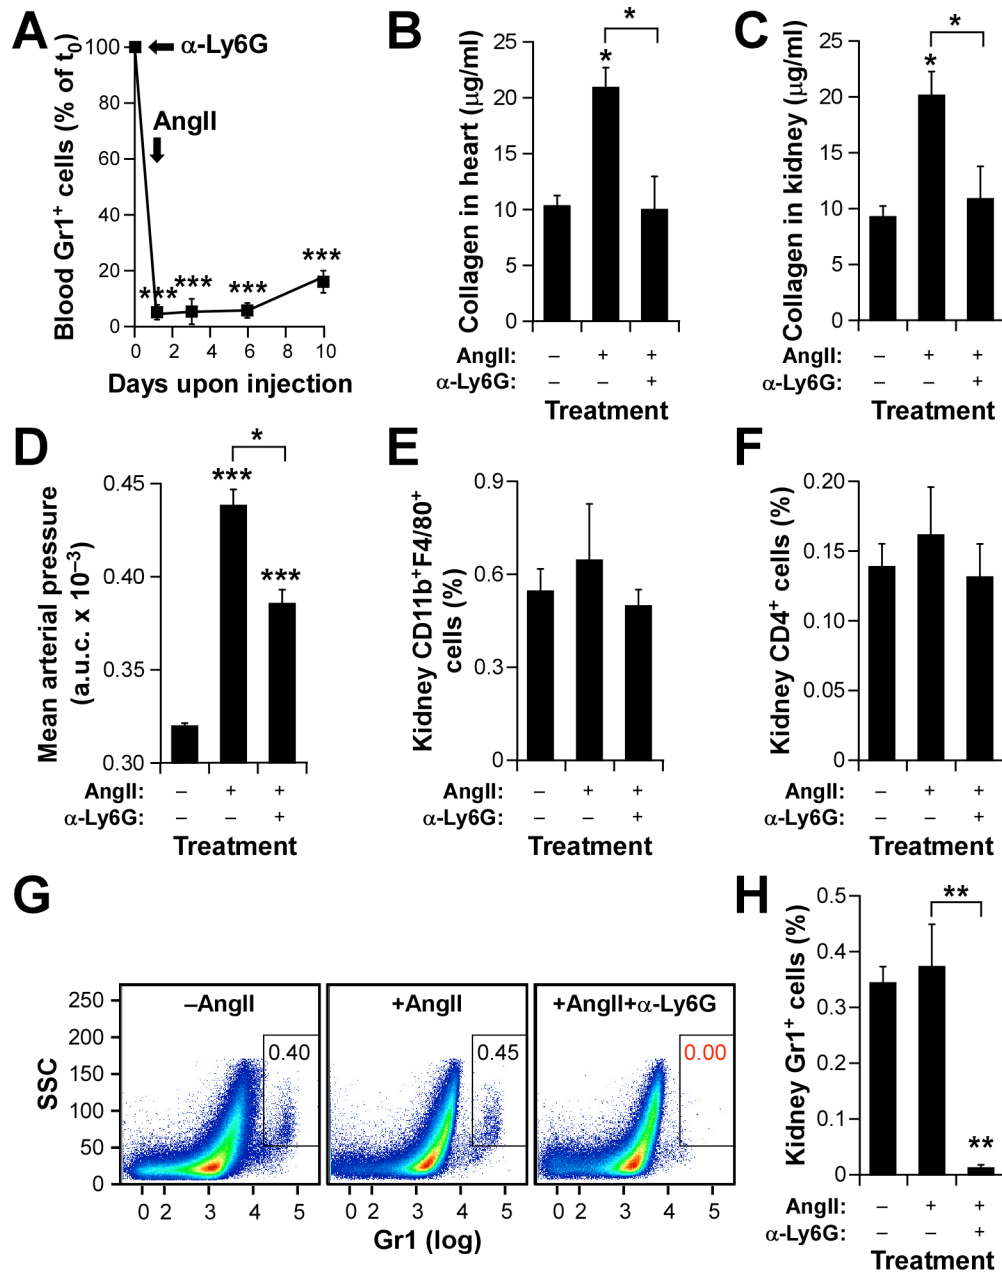 A
Blood Gr1+ cells (% of t0)
100
80
60
40
20
0
α-Ly6G
AngII
***
***
***
***
0 2 4 6 8 10
Days upon injection
B
Collagen in heart (μg/ml)
25
20
15
10
5
0
*
*
AngII: – + +
α-Ly6G: – – +
Treatment
C
Collagen in kidney (μg/ml)
25
20
15
10
5
0
*
*
AngII: – + +
α-Ly6G: – – +
Treatment
D
Mean arterial pressure
(a.u.c. x 10–3)
0.45
0.40
0.35
0.30
*
***
***
AngII: – + +
α-Ly6G: – – +
Treatment
E
Kidney CD11b+F4/80+
cells (%)
0.9
0.6
0.3
0
AngII: – + +
α-Ly6G: – – +
Treatment
F
Kidney CD4+ cells (%)
0.20
0.15
0.10
0.05
0
AngII: – + +
α-Ly6G: – – +
Treatment
G
SSC
250
200
150
100
50
0
–AngII
0.40
+AngII
0.45
+AngII+α-Ly6G
0.00
0 2 3 4 5
0 2 3 4 5
0 2 3 4 5
Gr1 (log)
H
Kidney Gr1+ cells (%)
0.5
0.4
0.3
0.2
0.1
0
**
**
AngII: – + +
α-Ly6G: – – +
Treatment